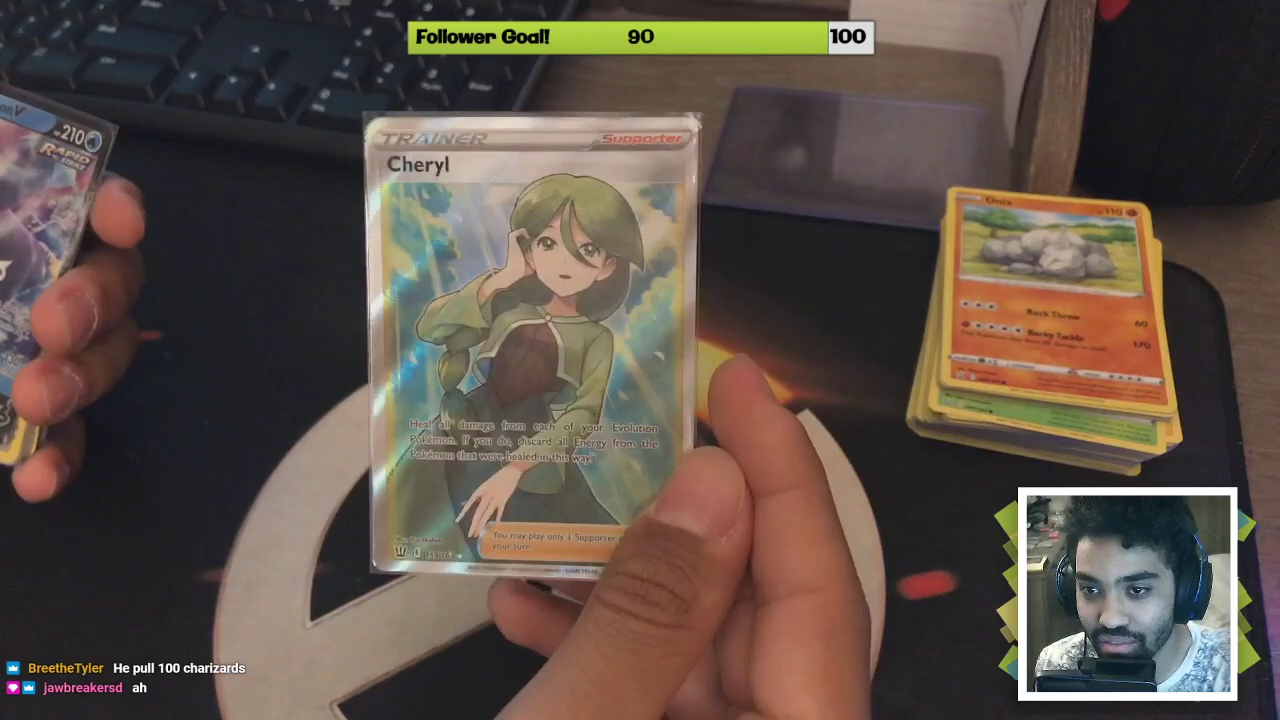 Follower Goal! 90 100
210
RAPID
TRAINER Supporter
Cheryl
Heal all damage from each of your Evolution
Pokémon. If you do, discard all Energy from the
Pokémon that were healed in this way.
You may play only 1 Supporter
your turn.
Onix 110
Rock Throw 60
Rocky Tackle 170
BreetheTyler He pull 100 charizards
jawbreakersd ah